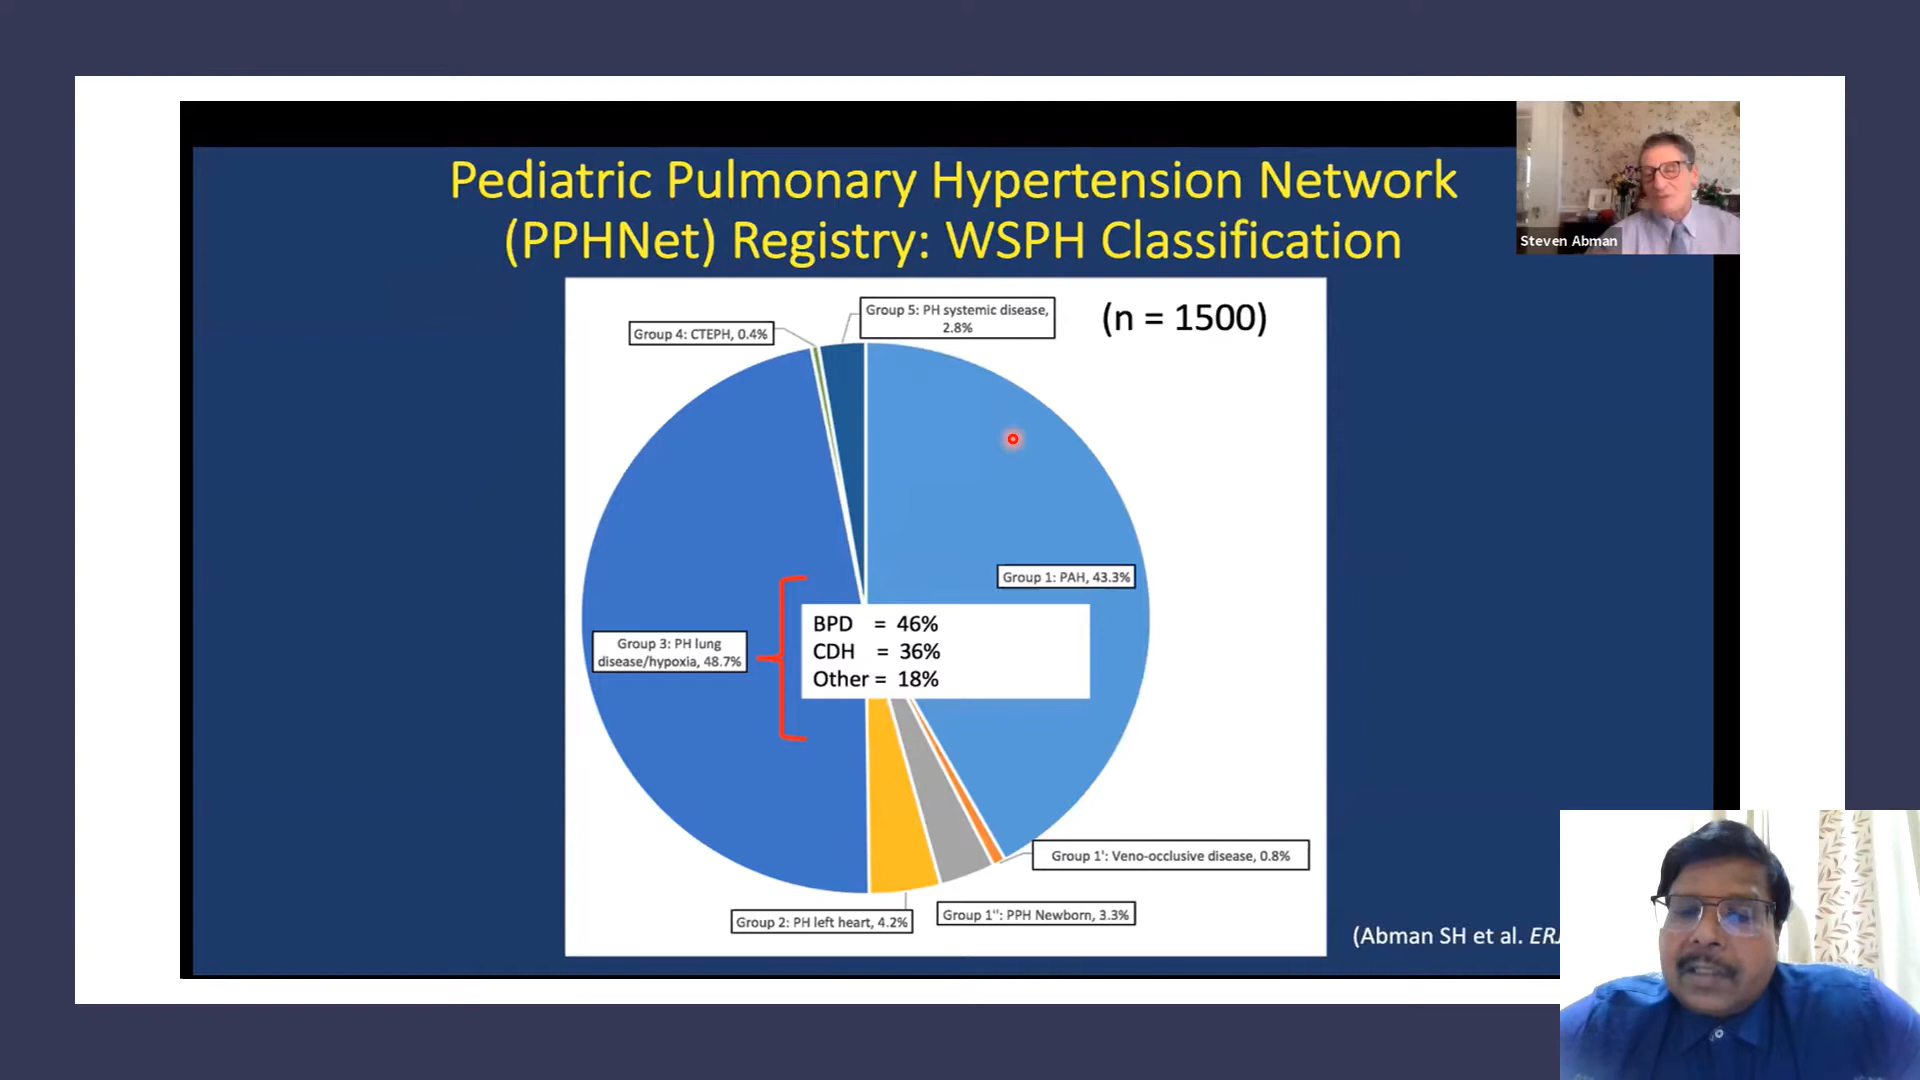 Pediatric Pulmonary Hypertension Network
(PPHNet) Registry: WSPH Classification
Steven Abman
(n = 1500)
Group 5: PH systemic disease,
2.8%
Group 4: CTEPH, 0.4%
Group 1: PAH, 43.3%
BPD = 46%
CDH = 36%
Other = 18%
Group 3: PH lung
disease/hypoxia, 48.7%
Group 1': Veno-occlusive disease, 0.8%
Group 1'': PPH Newborn, 3.3%
Group 2: PH left heart, 4.2%
(Abman SH et al. ERJ